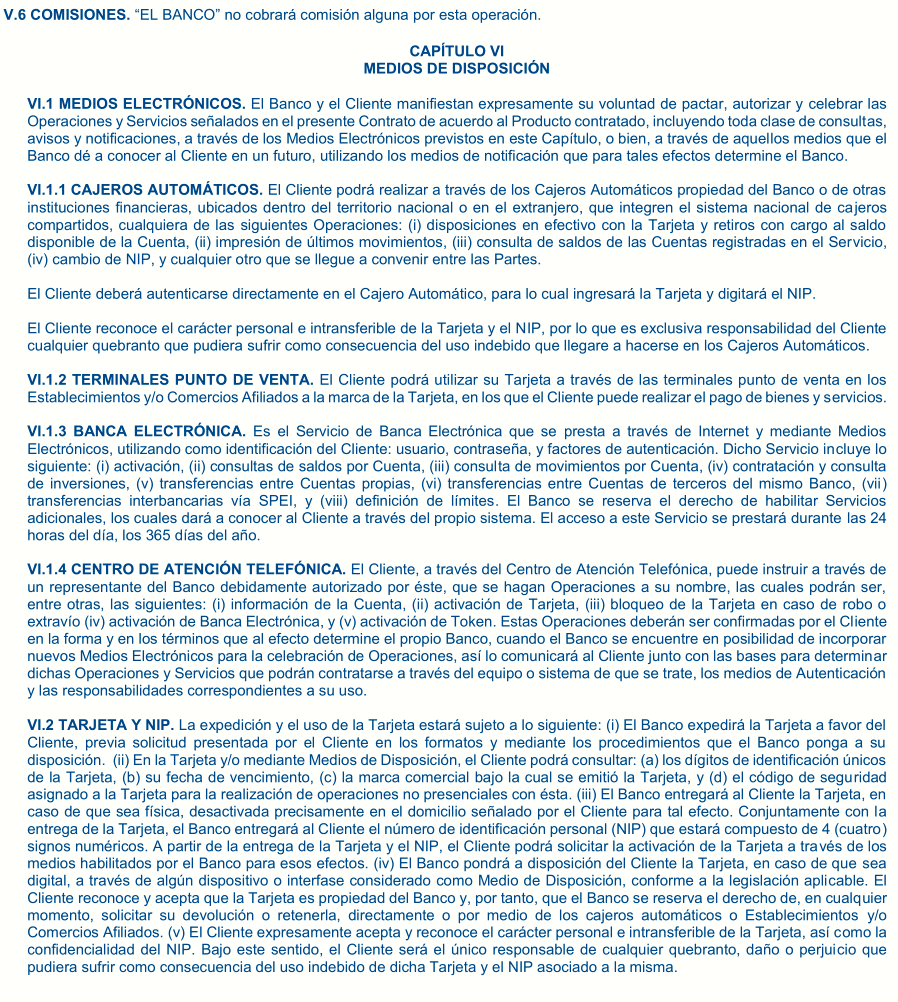 V.6 COMISIONES. “EL BANCO” no cobrará comisión alguna por esta operación.
CAPÍTULO VI
MEDIOS DE DISPOSICIÓN
VI.1 MEDIOS ELECTRÓNICOS. El Banco y el Cliente manifiestan expresamente su voluntad de pactar, autorizar y celebrar las
Operaciones y Servicios señalados en el presente Contrato de acuerdo al Producto contratado, incluyendo toda clase de consultas,
avisos y notificaciones, a través de los Medios Electrónicos previstos en este Capítulo, o bien, a través de aquellos medios que el
Banco dé a conocer al Cliente en un futuro, utilizando los medios de notificación que para tales efectos determine el Banco.
VI.1.1 CAJEROS AUTOMÁTICOS. El Cliente podrá realizar a través de los Cajeros Automáticos propiedad del Banco o de otras
instituciones financieras, ubicados dentro del territorio nacional o en el extranjero, que integren el sistema nacional de cajeros
compartidos, cualquiera de las siguientes Operaciones: (i) disposiciones en efectivo con la Tarjeta y retiros con cargo al saldo
disponible de la Cuenta, (ii) impresión de últimos movimientos, (iii) consulta de saldos de las Cuentas registradas en el Servicio,
(iv) cambio de NIP, y cualquier otro que se llegue a convenir entre las Partes.
El Cliente deberá autenticarse directamente en el Cajero Automático, para lo cual ingresará la Tarjeta y digitará el NIP.
El Cliente reconoce el carácter personal e intransferible de la Tarjeta y el NIP, por lo que es exclusiva responsabilidad del Cliente
cualquier quebranto que pudiera sufrir como consecuencia del uso indebido que llegare a hacerse en los Cajeros Automáticos.
VI.1.2 TERMINALES PUNTO DE VENTA. El Cliente podrá utilizar su Tarjeta a través de las terminales punto de venta en los
Establecimientos y/o Comercios Afiliados a la marca de la Tarjeta, en los que el Cliente puede realizar el pago de bienes y servicios.
VI.1.3 BANCA ELECTRÓNICA. Es el Servicio de Banca Electrónica que se presta a través de Internet y mediante Medios
Electrónicos, utilizando como identificación del Cliente: usuario, contraseña, y factores de autenticación. Dicho Servicio incluye lo
siguiente: (i) activación, (ii) consultas de saldos por Cuenta, (iii) consulta de movimientos por Cuenta, (iv) contratación y consulta
de inversiones, (v) transferencias entre Cuentas propias, (vi) transferencias entre Cuentas de terceros del mismo Banco, (vii)
transferencias interbancarias vía SPEI, y (viii) definición de límites. El Banco se reserva el derecho de habilitar Servicios
adicionales, los cuales dará a conocer al Cliente a través del propio sistema. El acceso a este Servicio se prestará durante las 24
horas del día, los 365 días del año.
VI.1.4 CENTRO DE ATENCIÓN TELEFÓNICA. El Cliente, a través del Centro de Atención Telefónica, puede instruir a través de
un representante del Banco debidamente autorizado por éste, que se hagan Operaciones a su nombre, las cuales podrán ser,
entre otras, las siguientes: (i) información de la Cuenta, (ii) activación de Tarjeta, (iii) bloqueo de la Tarjeta en caso de robo o
extravío (iv) activación de Banca Electrónica, y (v) activación de Token. Estas Operaciones deberán ser confirmadas por el Cliente
en la forma y en los términos que al efecto determine el propio Banco, cuando el Banco se encuentre en posibilidad de incorporar
nuevos Medios Electrónicos para la celebración de Operaciones, así lo comunicará al Cliente junto con las bases para determinar
dichas Operaciones y Servicios que podrán contratarse a través del equipo o sistema de que se trate, los medios de Autenticación
y las responsabilidades correspondientes a su uso.
VI.2 TARJETA Y NIP. La expedición y el uso de la Tarjeta estará sujeto a lo siguiente: (i) El Banco expedirá la Tarjeta a favor del
Cliente, previa solicitud presentada por el Cliente en los formatos y mediante los procedimientos que el Banco ponga a su
disposición. (ii) En la Tarjeta y/o mediante Medios de Disposición, el Cliente podrá consultar: (a) los dígitos de identificación únicos
de la Tarjeta, (b) su fecha de vencimiento, (c) la marca comercial bajo la cual se emitió la Tarjeta, y (d) el código de seguridad
asignado a la Tarjeta para la realización de operaciones no presenciales con ésta. (iii) El Banco entregará al Cliente la Tarjeta, en
caso de que sea física, desactivada precisamente en el domicilio señalado por el Cliente para tal efecto. Conjuntamente con la
entrega de la Tarjeta, el Banco entregará al Cliente el número de identificación personal (NIP) que estará compuesto de 4 (cuatro)
signos numéricos. A partir de la entrega de la Tarjeta y el NIP, el Cliente podrá solicitar la activación de la Tarjeta a través de los
medios habilitados por el Banco para esos efectos. (iv) El Banco pondrá a disposición del Cliente la Tarjeta, en caso de que sea
digital, a través de algún dispositivo o interfase considerado como Medio de Disposición, conforme a la legislación aplicable. El
Cliente reconoce y acepta que la Tarjeta es propiedad del Banco y, por tanto, que el Banco se reserva el derecho de, en cualquier
momento, solicitar su devolución o retenerla, directamente o por medio de los cajeros automáticos o Establecimientos y/o
Comercios Afiliados. (v) El Cliente expresamente acepta y reconoce el carácter personal e intransferible de la Tarjeta, así como la
confidencialidad del NIP. Bajo este sentido, el Cliente será el único responsable de cualquier quebranto, daño o perjuicio que
pudiera sufrir como consecuencia del uso indebido de dicha Tarjeta y el NIP asociado a la misma.